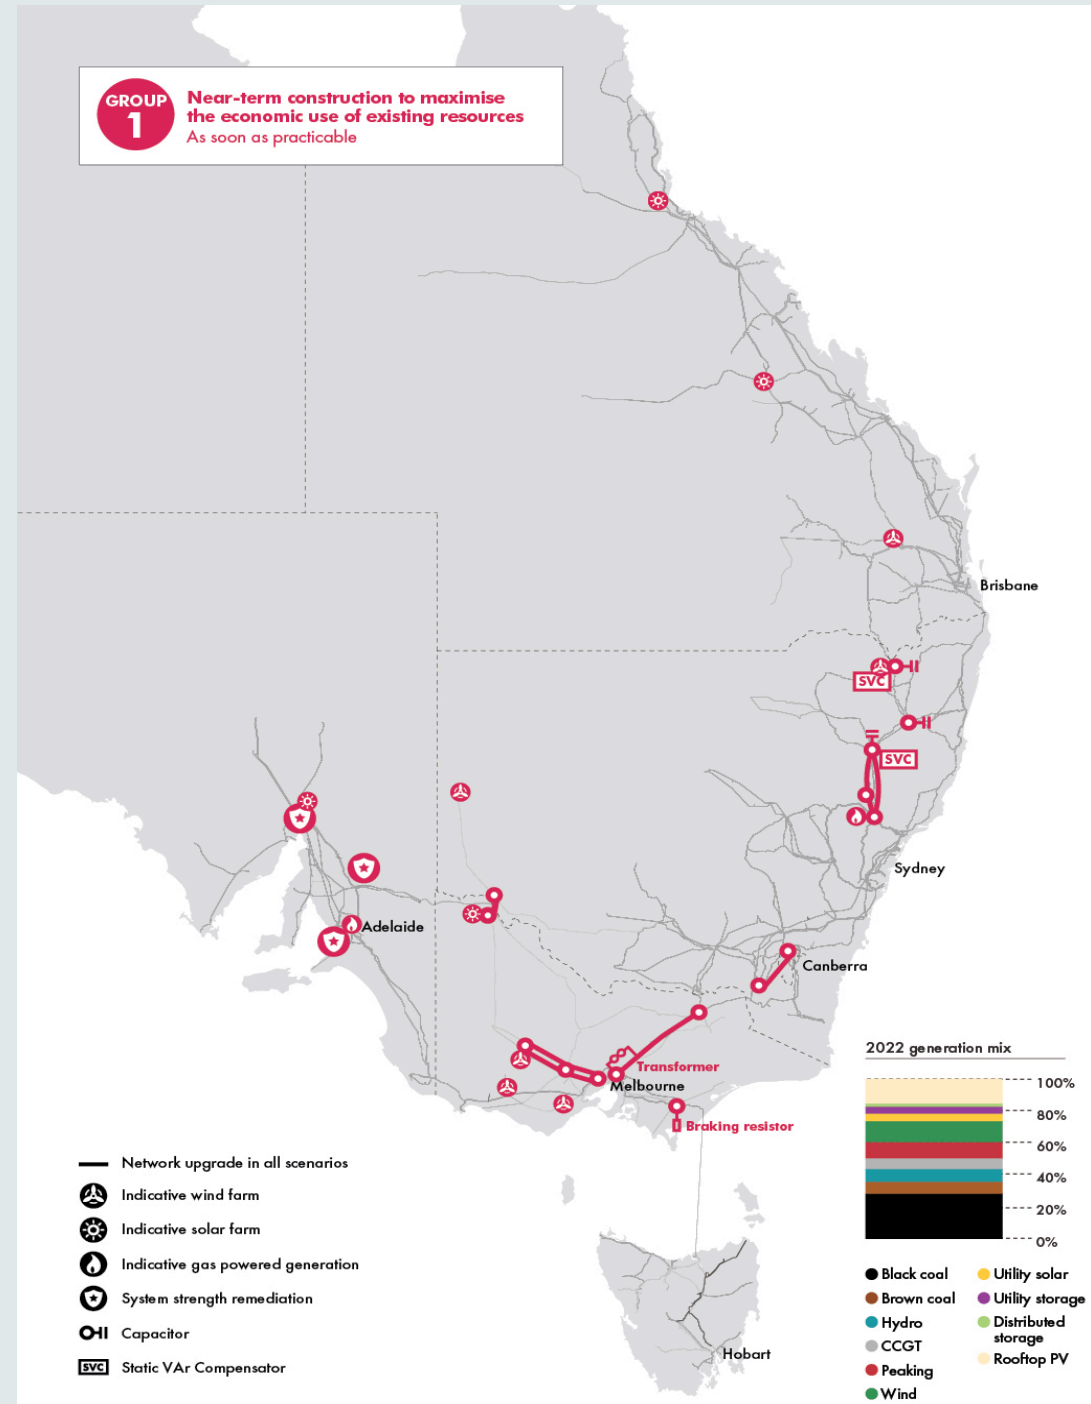 GROUP
1
Near-term construction to maximise
the economic use of existing resources
As soon as practicable
Brisbane
SVC
SVC
Sydney
Adelaide
Canberra
Transformer
Melbourne
Braking resistor
Hobart
Network upgrade in all scenarios
Indicative wind farm
Indicative solar farm
Indicative gas powered generation
System strength remediation
Capacitor
SVC Static VAr Compensator
2022 generation mix
100%
80%
60%
40%
20%
0%
Black coal
Brown coal
Hydro
CCGT
Peaking
Wind
Utility solar
Utility storage
Distributed
storage
Rooftop PV